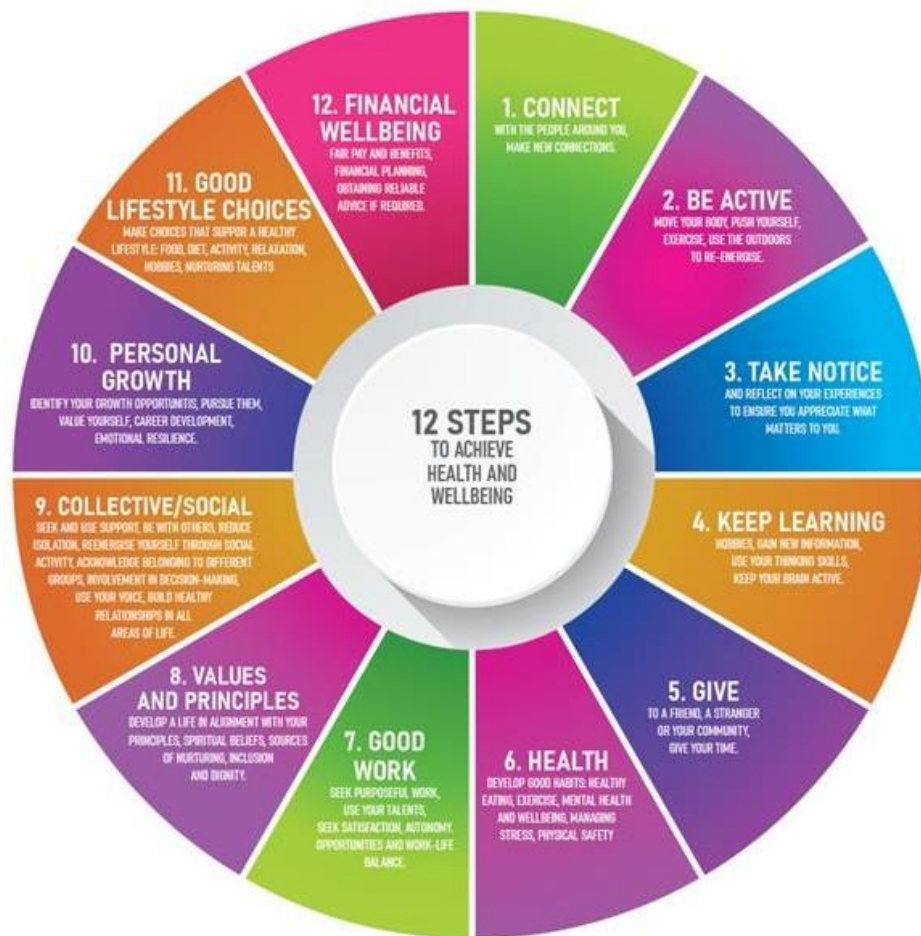 12 STEPS
TO ACHIEVE
HEALTH AND
WELLBEING
1. CONNECT
WITH THE PEOPLE AROUND YOU,
MAKE NEW CONNECTIONS.
2. BE ACTIVE
MOVE YOUR BODY, PUSH YOURSELF,
EXERCISE, USE THE OUTDOORS
TO RE-ENERGISE.
3. TAKE NOTICE
AND REFLECT ON YOUR EXPERIENCES
TO ENSURE YOU APPRECIATE WHAT
MATTERS TO YOU.
4. KEEP LEARNING
HOBBIES, GAIN NEW INFORMATION,
USE YOUR THINKING SKILLS,
KEEP YOUR BRAIN ACTIVE.
5. GIVE
TO A FRIEND, A STRANGER
OR YOUR COMMUNITY,
GIVE YOUR TIME.
6. HEALTH
DEVELOP GOOD HABITS: HEALTHY
EATING, EXERCISE, MENTAL HEALTH
AND WELLBEING, MANAGING
STRESS, PHYSICAL SAFETY
7. GOOD
WORK
SEEK PURPOSEFUL WORK,
USE YOUR TALENTS,
SEEK SATISFACTION, AUTONOMY.
OPPORTUNITIES AND WORK-LIFE
BALANCE.
8. VALUES
AND PRINCIPLES
DEVELOP A LIFE IN ALIGNMENT WITH YOUR
PRINCIPLES, SPIRITUAL BELIEFS, SOURCES
OF NURTURING, INCLUSION
AND DIGNITY.
9. COLLECTIVE/SOCIAL
SEEK AND USE SUPPORT, BE WITH OTHERS, REDUCE
ISOLATION, REENERGISE YOURSELF THROUGH SOCIAL
ACTIVITY, ACKNOWLEDGE BELONGING TO DIFFERENT
GROUPS, INVOLVEMENT IN DECISION-MAKING,
USE YOUR VOICE, BUILD HEALTHY
RELATIONSHIPS IN ALL
AREAS OF LIFE.
10. PERSONAL
GROWTH
IDENTIFY YOUR GROWTH OPPORTUNITIS, PURSUE THEM,
VALUE YOURSELF, CAREER DEVELOPMENT,
EMOTIONAL RESILIENCE.
11. GOOD
LIFESTYLE CHOICES
MAKE CHOICES THAT SUPPOR A HEALTHY
LIFESTYLE: FOOD, DIET, ACTIVITY, RELAXATION,
HOBBIES, NURTURING TALENTS
12. FINANCIAL
WELLBEING
FAIR PAY AND BENEFITS,
FINANCIAL PLANNING,
OBTAINING RELIABLE
ADVICE IF REQUIRED.